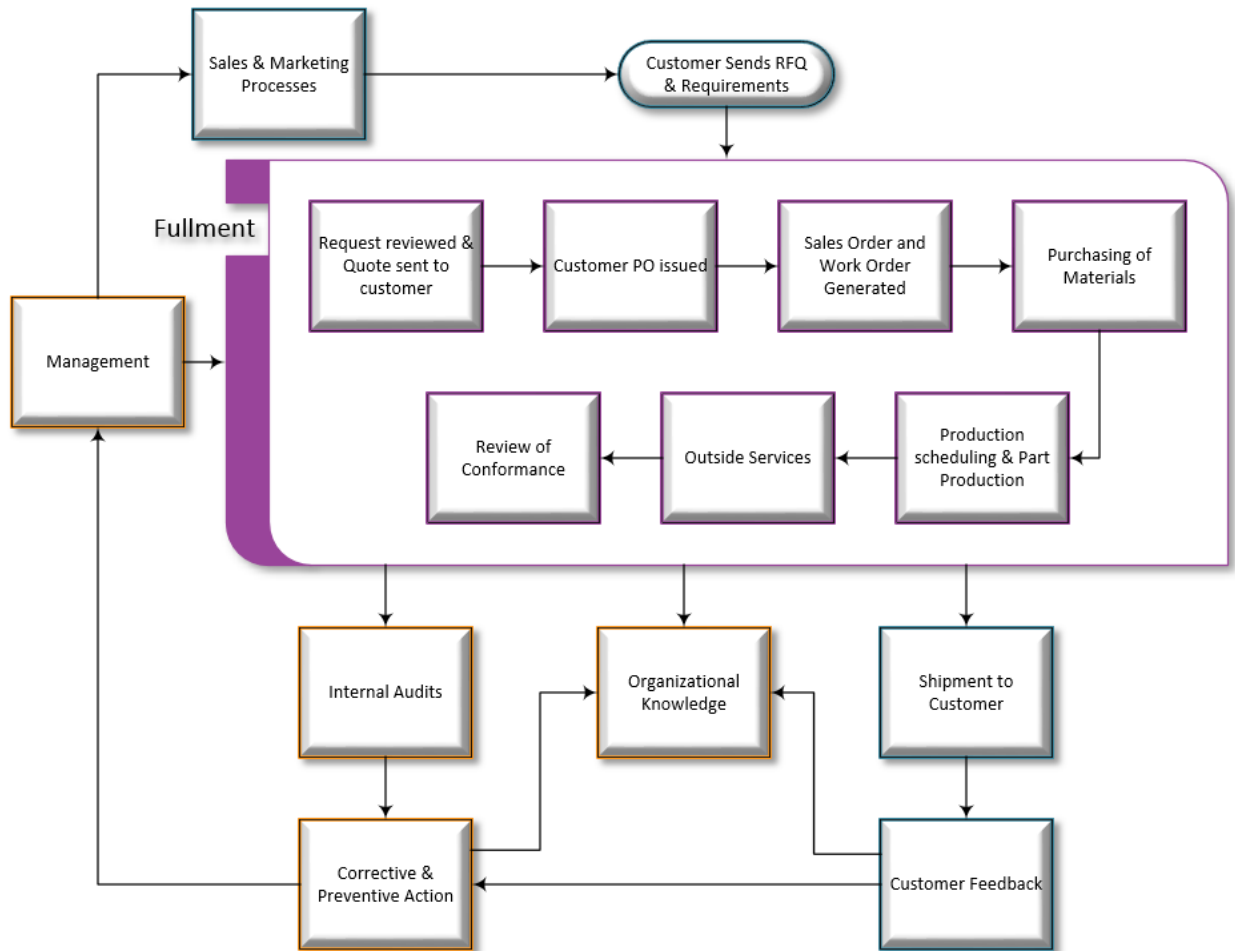 Sales & Marketing
Processes
Customer Sends RFQ
& Requirements
Fullment
Request reviewed &
Quote sent to
customer
Customer PO issued
Sales Order and
Work Order
Generated
Purchasing of
Materials
Management
Review of
Conformance
Outside Services
Production
scheduling & Part
Production
Internal Audits
Organizational
Knowledge
Shipment to
Customer
Corrective &
Preventive Action
Customer Feedback